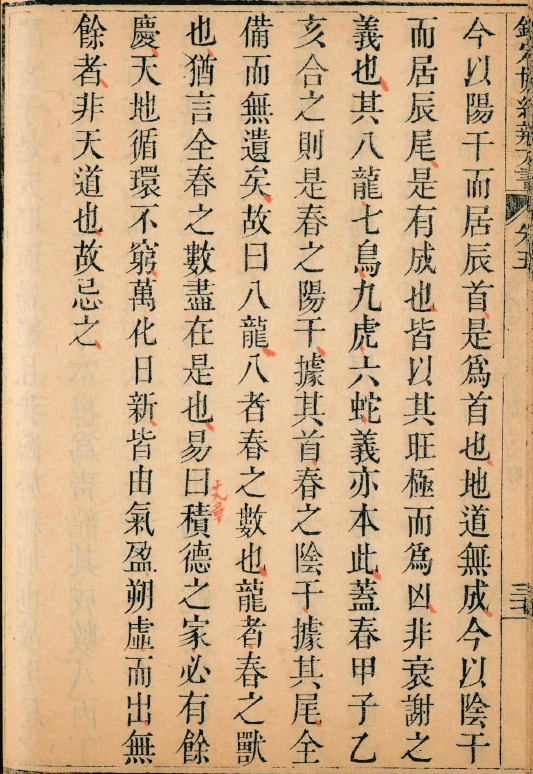 欽定協紀辨方書 卷五
今以陽干而居辰首是爲首也地道無成今以陰干
而居辰尾是有成也皆以其旺極而爲凶非衰謝之
義也其八龍七鳥九虎六蛇義亦本此蓋春甲子乙
亥合之則是春之陽干據其首春之陰干據其尾全
備而無遺矣故曰八龍八者春之數也龍者春之獸
也猶言全春之數盡在是也易曰積德之家必有餘
慶天地循環不窮萬化日新皆由氣盈朔虛而出無
餘者非天道也故忌之